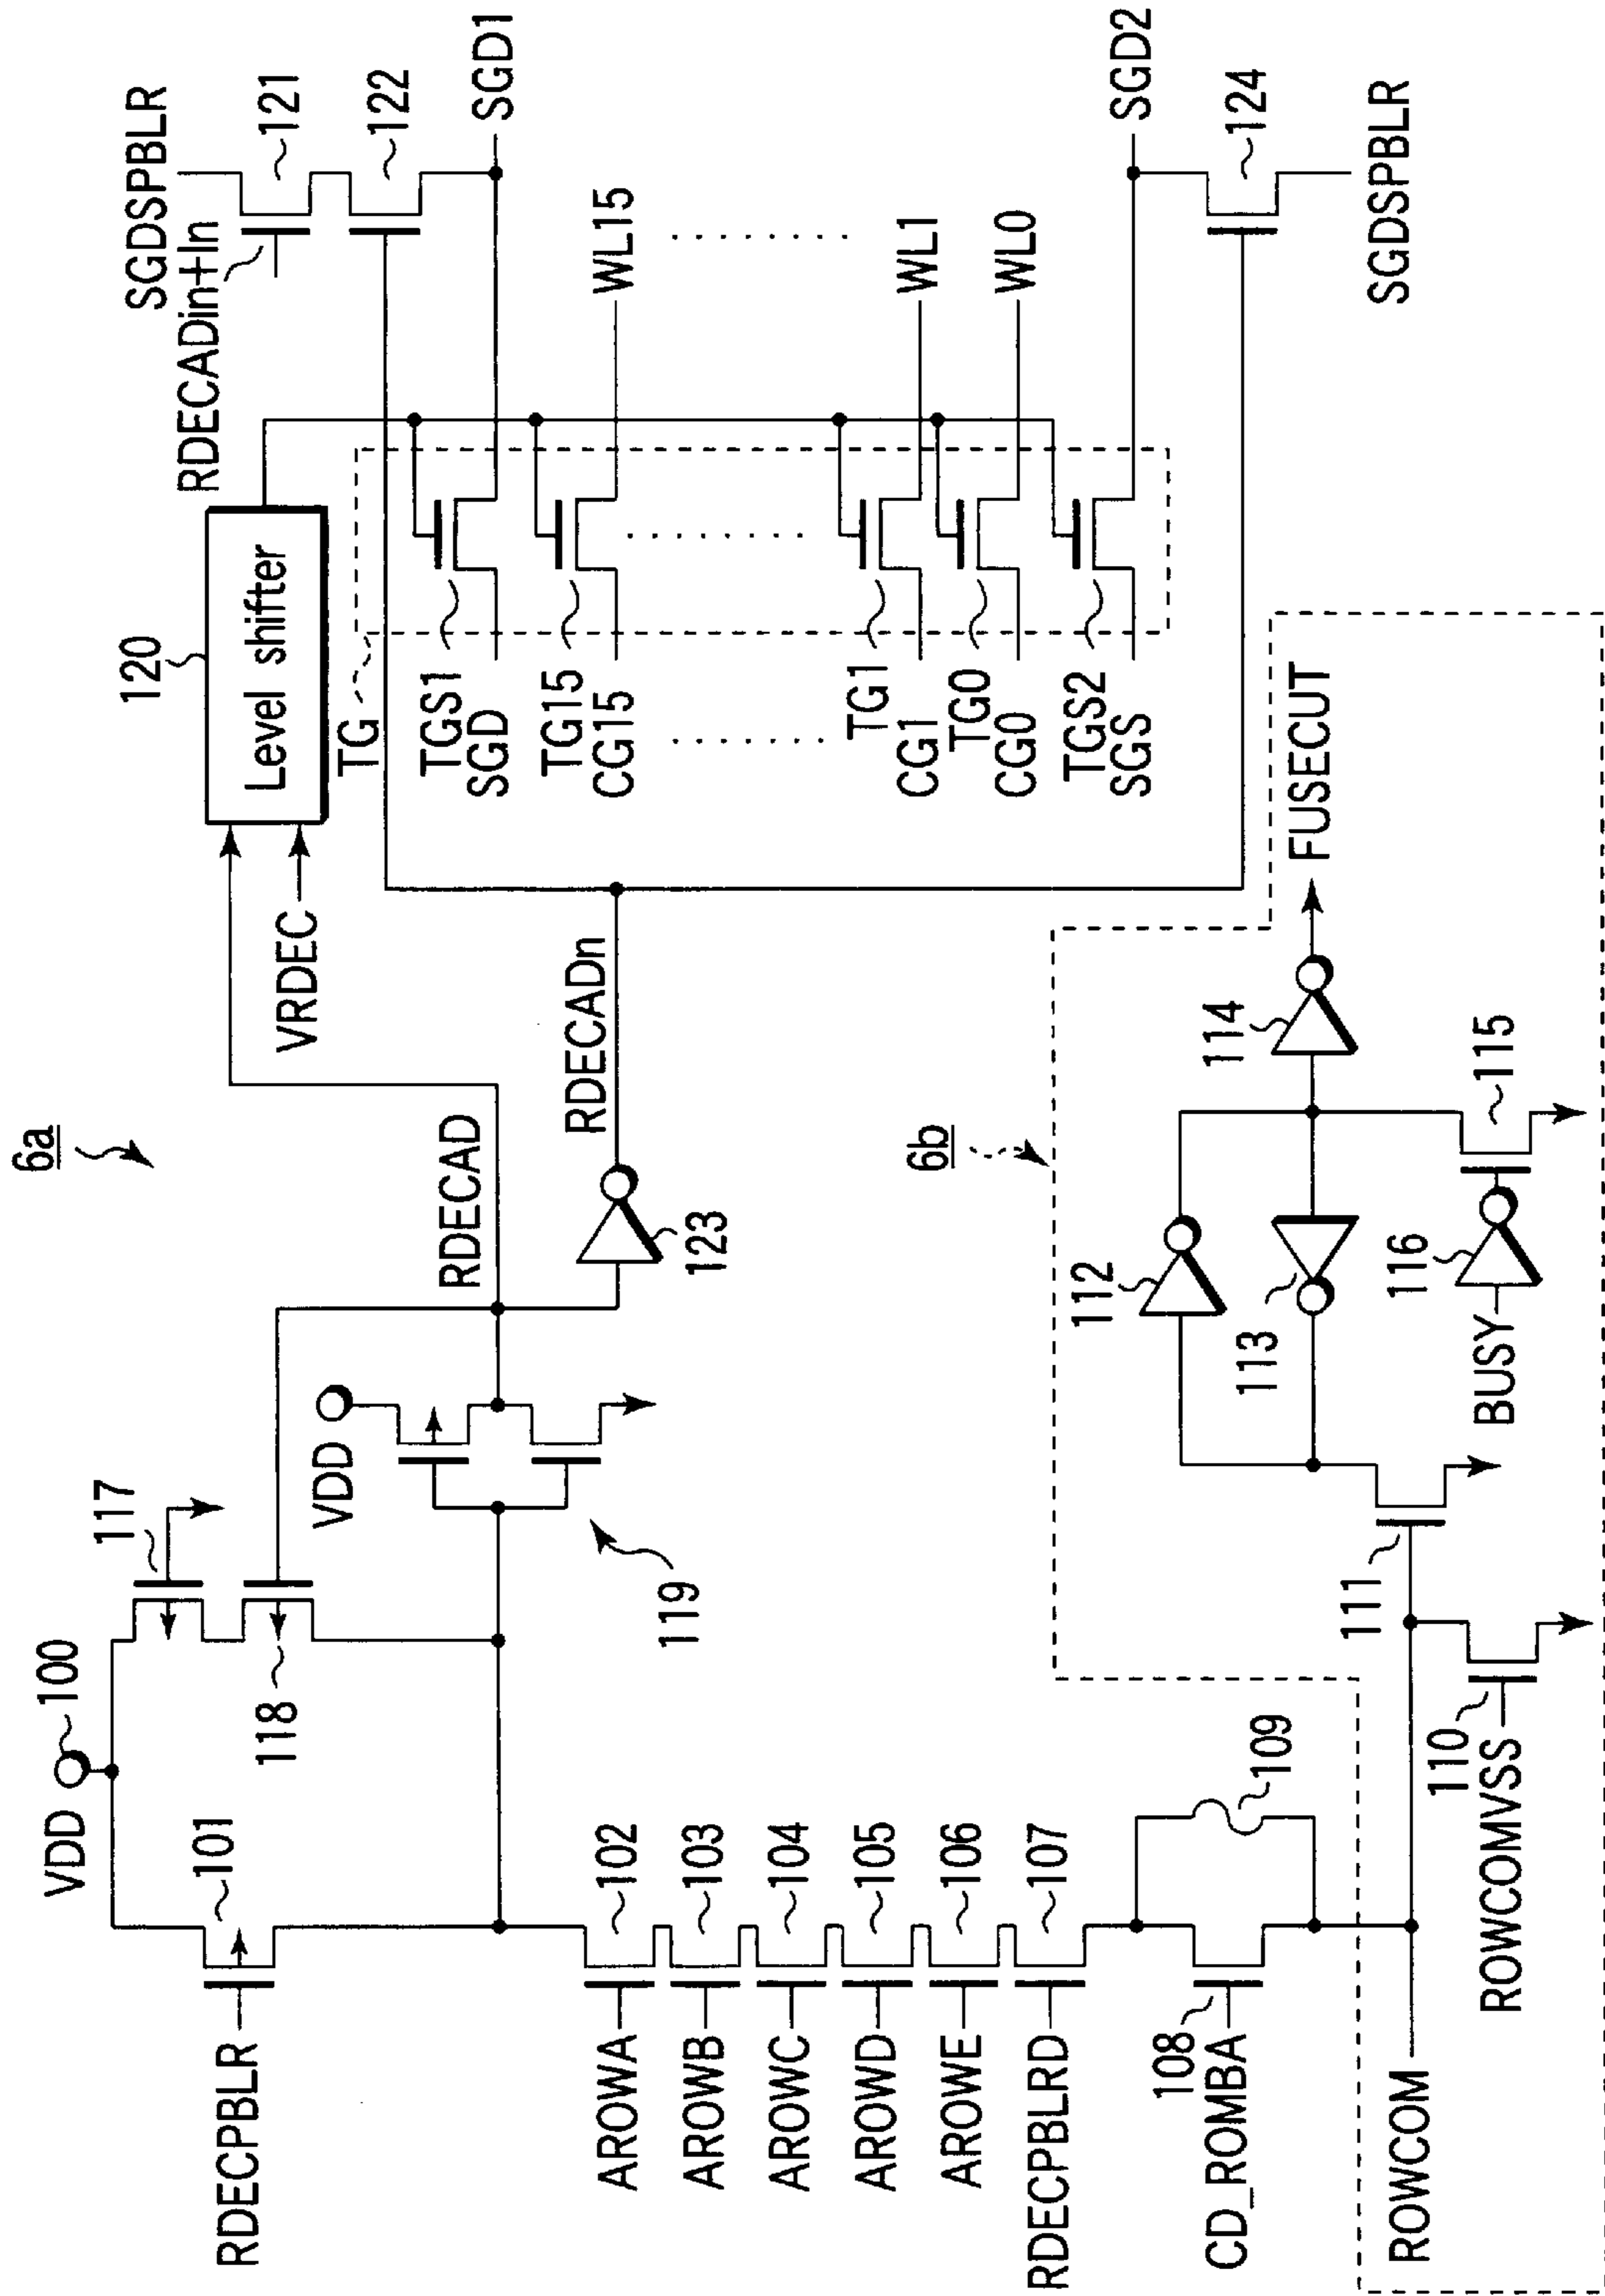 6a
VDD
100
101
RDECPBLR
117
118
VDD
119
RDECAD
VRDEC
120
Level shifter
SGDSPBLR
RDECADin+In
121
122
SGD1
RDECADn
123
TG
TGS1
SGD
TG15
CG15
WL15
TG1
CG1
WL1
TG0
CG0
WL0
TGS2
SGS
SGD2
124
SGDSPBLR
AROWA
102
AROWB
103
AROWC
104
AROWD
105
AROWE
106
RDECPBLRD
107
108
CD_ROMBA
109
6b
ROWCOM
110
ROWCOMVSS
111
112
113
114
FUSECUT
115
116
BUSY